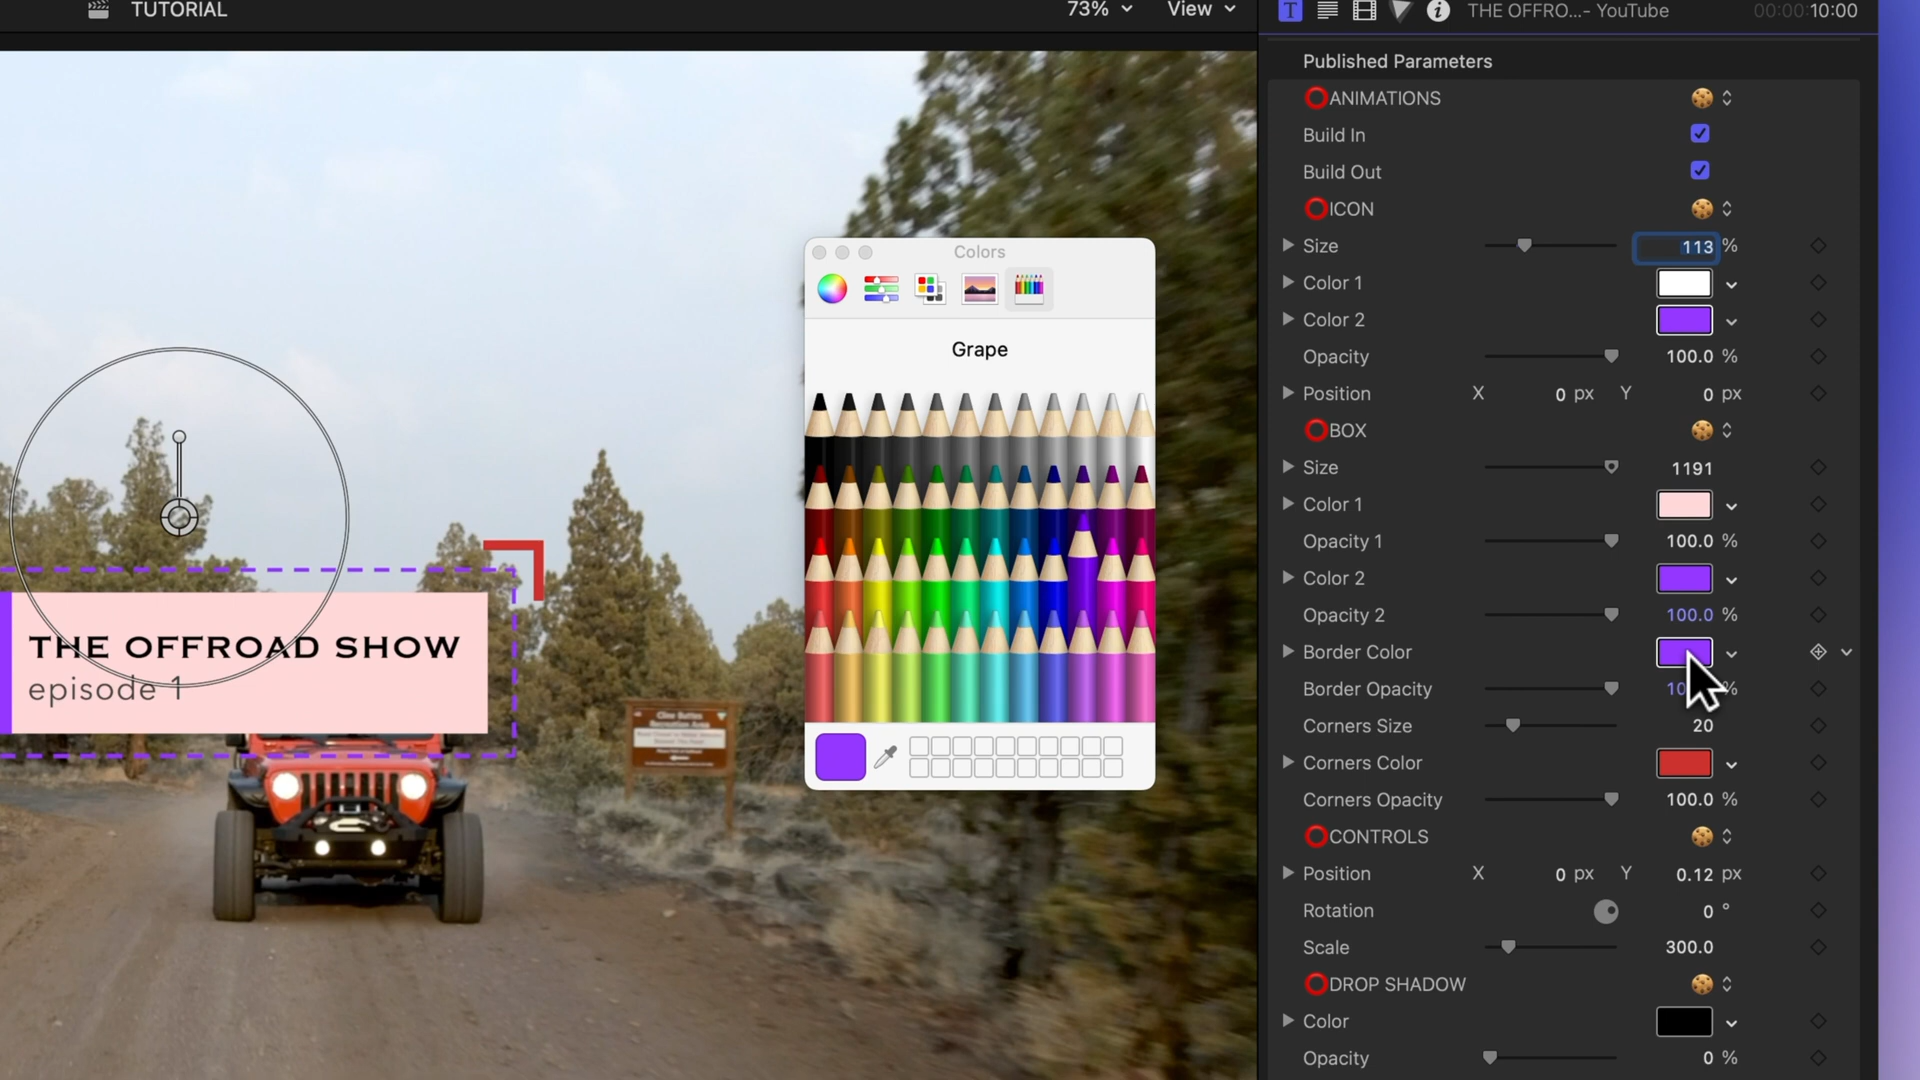 TUTORIAL
73%
View
THE OFFRO...- YouTube
00:00:10:00
Published Parameters
ANIMATIONS
Build In
Build Out
ICON
Size 113 %
Color 1
Color 2
Opacity 100.0 %
Position X 0 px Y 0 px
BOX
Size 1191
Color 1
Opacity 1 100.0 %
Color 2
Opacity 2 100.0 %
Border Color
Border Opacity 10 %
Corners Size 20
Corners Color
Corners Opacity 100.0 %
CONTROLS
Position X 0 px Y 0.12 px
Rotation 0 °
Scale 300.0
DROP SHADOW
Color
Opacity 0 %
Colors
Grape
THE OFFROAD SHOW
episode 1
Recreation Area